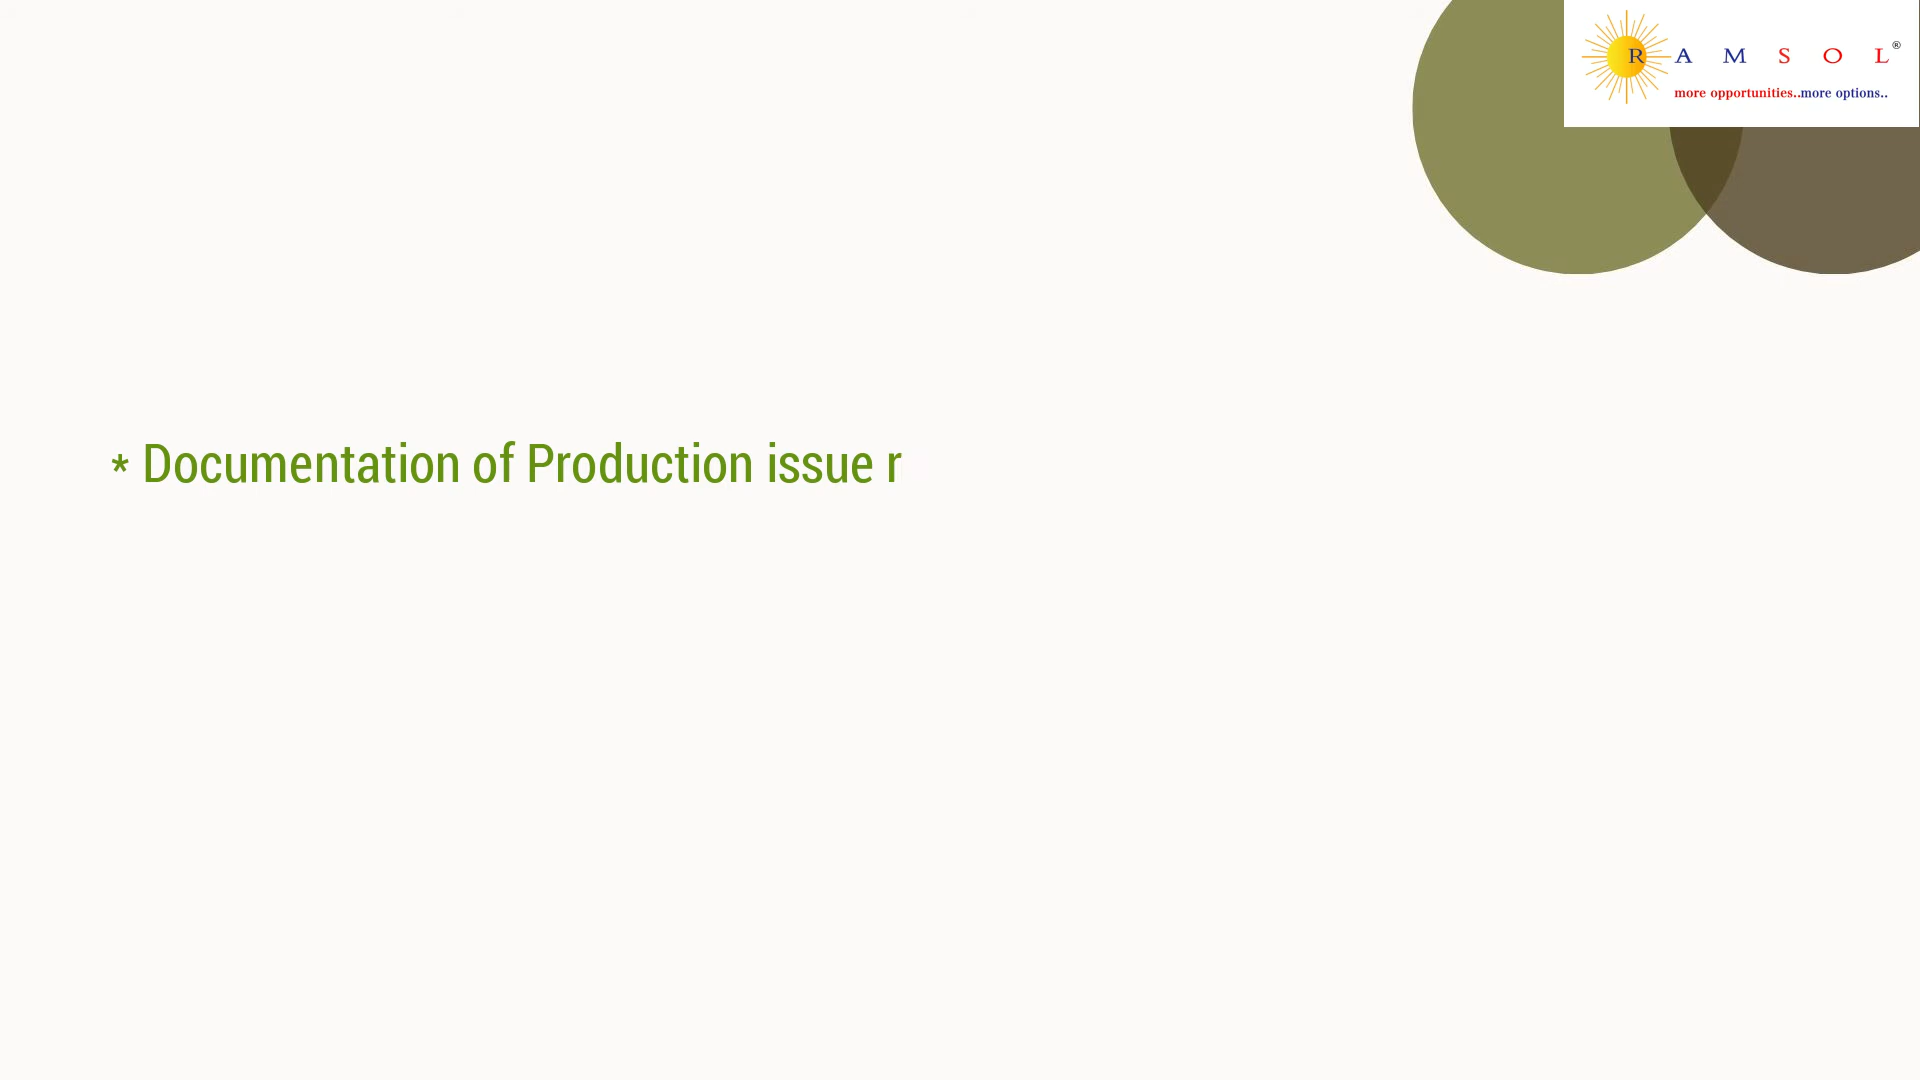 R A M S O L®
more opportunities..more options..
* Documentation of Production issue r